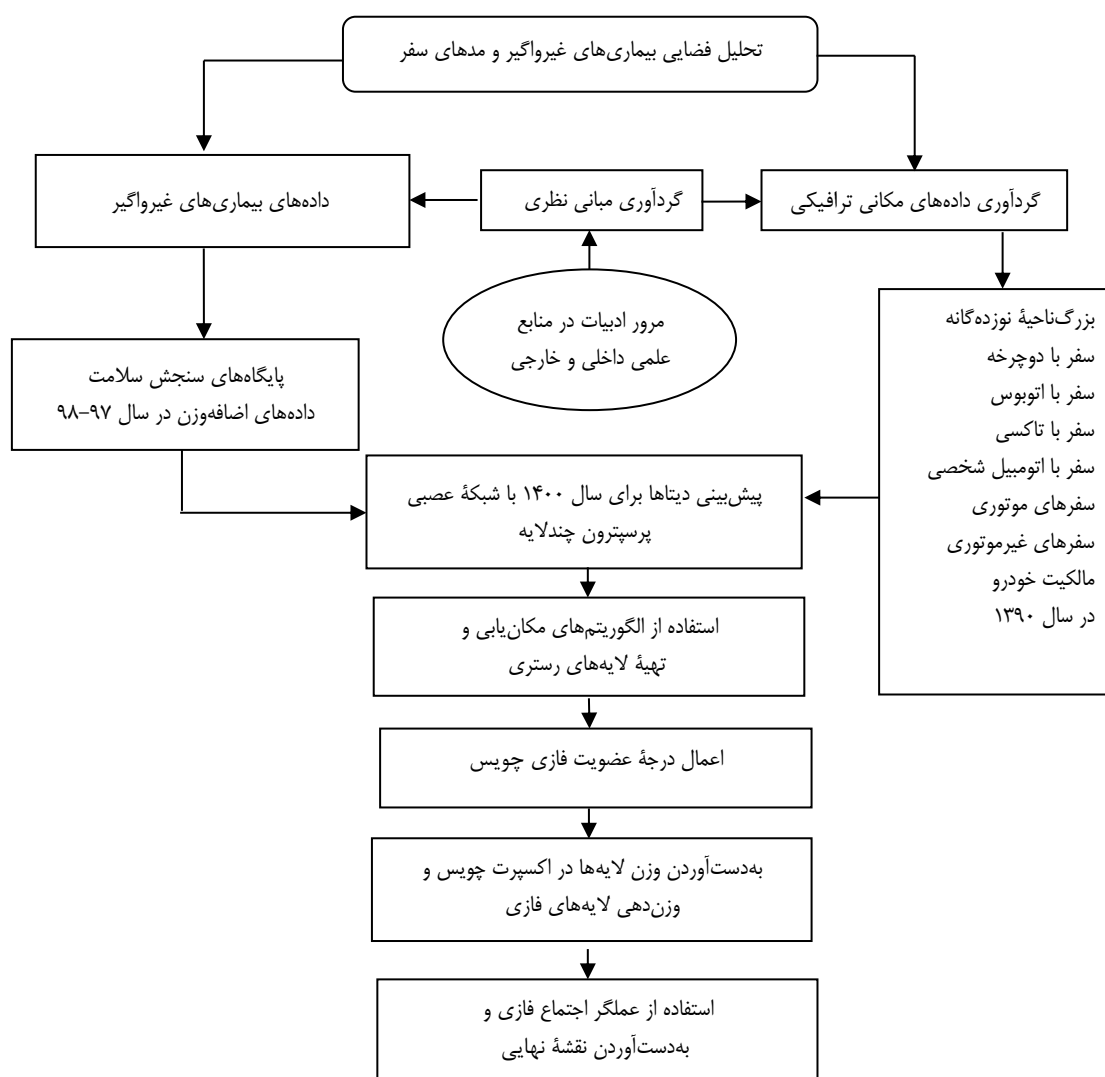 تحلیل فضایی بیماری‌های غیرواگیر و مدهای سفر
گردآوری داده‌های مکانی ترافیکی
گردآوری مبانی نظری
داده‌های بیماری‌های غیرواگیر
مرور ادبیات در منابع
علمی داخلی و خارجی
بزرگ‌ناحیۀ نوزده‌گانه
سفر با دوچرخه
سفر با اتوبوس
سفر با تاکسی
سفر با اتومبیل شخصی
سفرهای موتوری
سفرهای غیرموتوری
مالکیت خودرو
در سال ۱۳۹۰
پایگاه‌های سنجش سلامت
داده‌های اضافه‌وزن در سال ۹۷–۹۸
پیش‌بینی دیتاها برای سال ۱۴۰۰ با شبکۀ عصبی
پرسپترون چندلایه
استفاده از الگوریتم‌های مکان‌یابی و
تهیۀ لایه‌های رستری
اعمال درجۀ عضویت فازی چویس
به‌دست‌آوردن وزن لایه‌ها در اکسپرت چویس و
وزن‌دهی لایه‌های فازی
استفاده از عملگر اجتماع فازی و
به‌دست‌آوردن نقشۀ نهایی